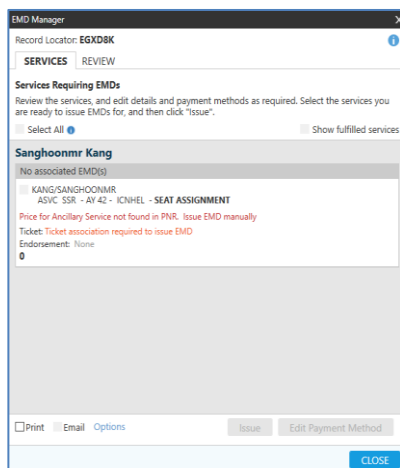 EMD Manager
Record Locator: EGXD8K
SERVICES REVIEW
Services Requiring EMDs
Review the services, and edit details and payment methods as required. Select the services you
are ready to issue EMDs for, and then click "Issue".
Select All Show fulfilled services
Sanghoonmr Kang
No associated EMD(s)
KANG/SANGHOONMR
ASVC SSR - AY 42 - ICNHEL - SEAT ASSIGNMENT
Price for Ancillary Service not found in PNR. Issue EMD manually
Ticket: Ticket association required to issue EMD
Endorsement: None
0
Print Email Options Issue Edit Payment Method
CLOSE